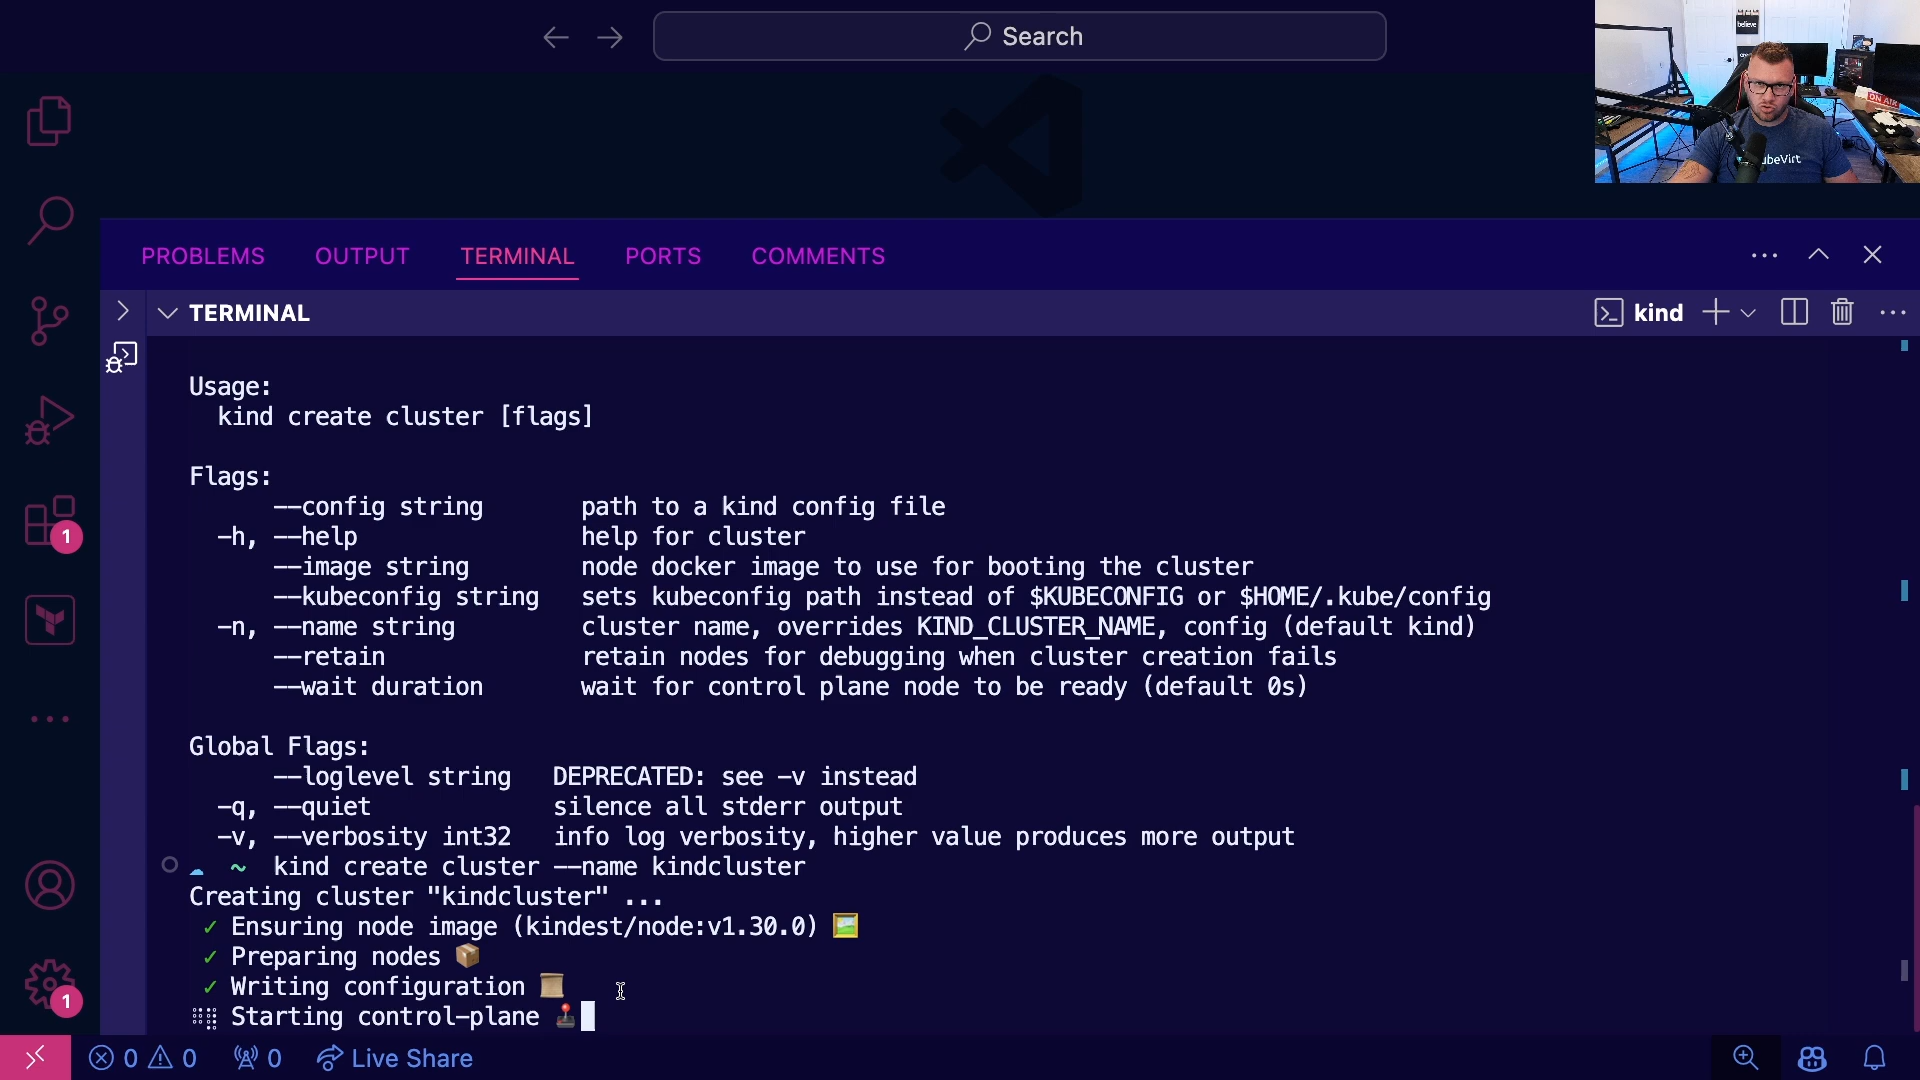 Search
believe
ON AIR
ubeVirt
PROBLEMS OUTPUT TERMINAL PORTS COMMENTS
TERMINAL
kind
Usage:
kind create cluster [flags]
Flags:
--config string path to a kind config file
-h, --help help for cluster
--image string node docker image to use for booting the cluster
--kubeconfig string sets kubeconfig path instead of $KUBECONFIG or $HOME/.kube/config
-n, --name string cluster name, overrides KIND_CLUSTER_NAME, config (default kind)
--retain retain nodes for debugging when cluster creation fails
--wait duration wait for control plane node to be ready (default 0s)
Global Flags:
--loglevel string DEPRECATED: see -v instead
-q, --quiet silence all stderr output
-v, --verbosity int32 info log verbosity, higher value produces more output
~ kind create cluster --name kindcluster
Creating cluster "kindcluster" ...
✓ Ensuring node image (kindest/node:v1.30.0) 🖼
✓ Preparing nodes 📦
✓ Writing configuration 📜
Starting control-plane 🕹
1
1
0 0 0 Live Share